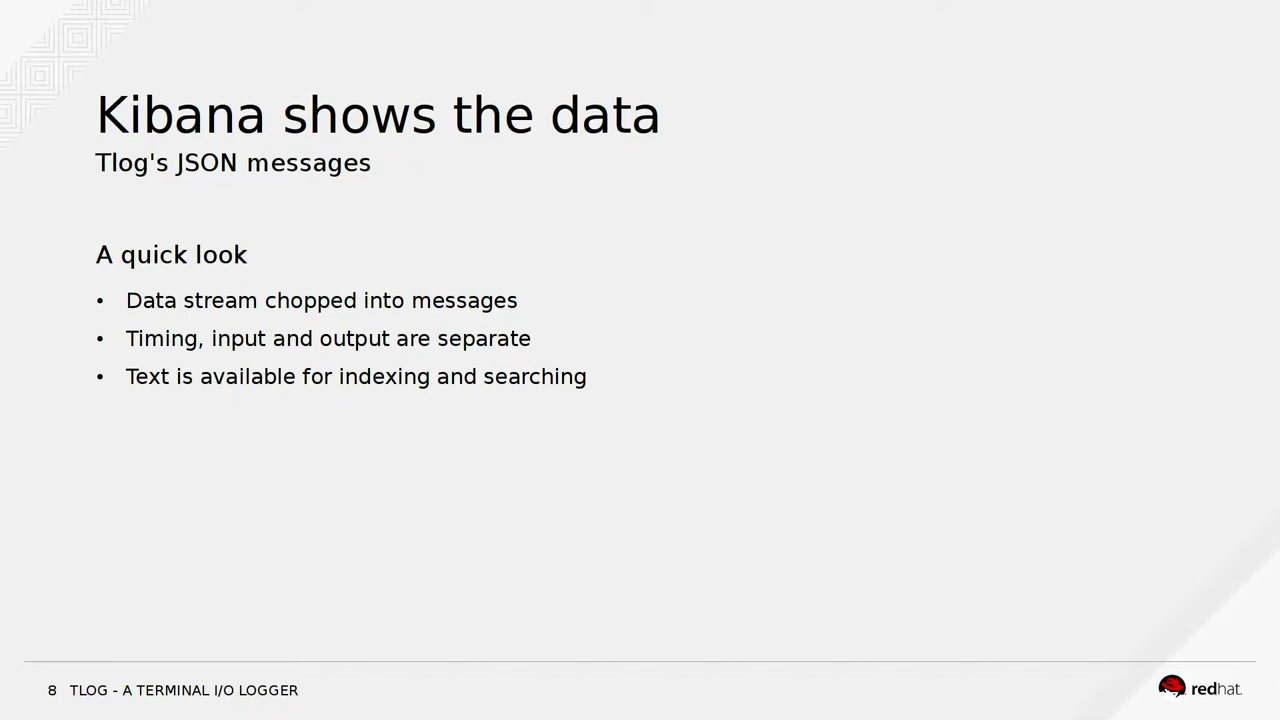 Kibana shows the data
Tlog's JSON messages
A quick look
• Data stream chopped into messages
• Timing, input and output are separate
• Text is available for indexing and searching
8 TLOG - A TERMINAL I/O LOGGER
redhat.